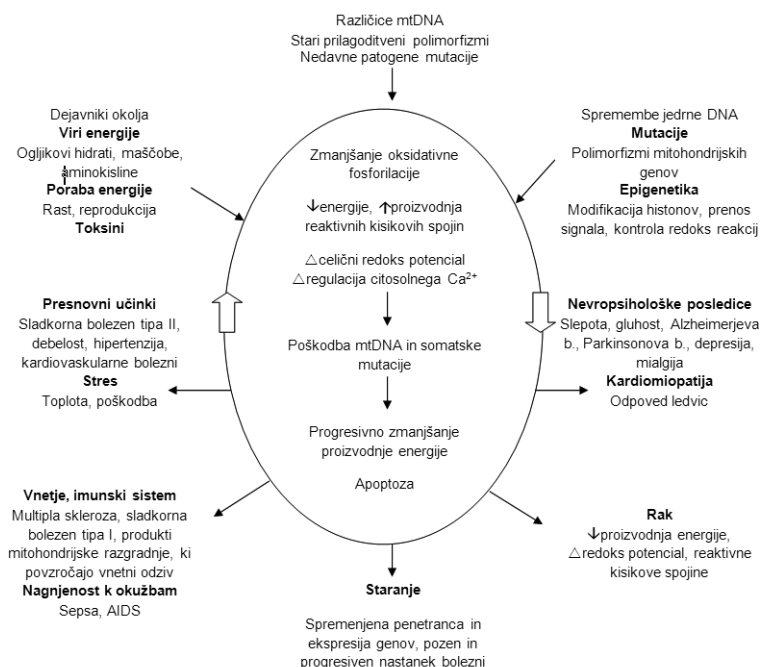 Različice mtDNA
Stari prilagoditveni polimorfizmi
Nedavne patogene mutacije
Dejavniki okolja
Viri energije
Ogljikovi hidrati, maščobe,
aminokisline
Poraba energije
Rast, reprodukcija
Toksini
Spremembe jedrne DNA
Mutacije
Polimorfizmi mitohondrijskih
genov
Epigenetika
Modifikacija histonov, prenos
signala, kontrola redoks reakcij
Zmanjšanje oksidativne
fosforilacije
↓energije, ↑proizvodnja
reaktivnih kisikovih spojin
△celični redoks potencial
△regulacija citosolnega Ca²⁺
Poškodba mtDNA in somatske
mutacije
Progresivno zmanjšanje
proizvodnje energije
Apoptoza
Presnovni učinki
Sladkorna bolezen tipa II,
debelost, hipertenzija,
kardiovaskularne bolezni
Stres
Toplota, poškodba
Nevropsihološke posledice
Slepota, gluhost, Alzheimerjeva
b., Parkinsonova b., depresija,
mialgija
Kardiomiopatija
Odpoved ledvic
Vnetje, imunski sistem
Multipla skleroza, sladkorna
bolezen tipa I, produkti
mitohondrijske razgradnje, ki
povzročajo vnetni odziv
Nagnjenost k okužbam
Sepsa, AIDS
Staranje
Spremenjena penetranca in
ekspresija genov, pozen in
progresiven nastanek bolezni
Rak
↓proizvodnja energije,
△redoks potencial, reaktivne
kisikove spojine